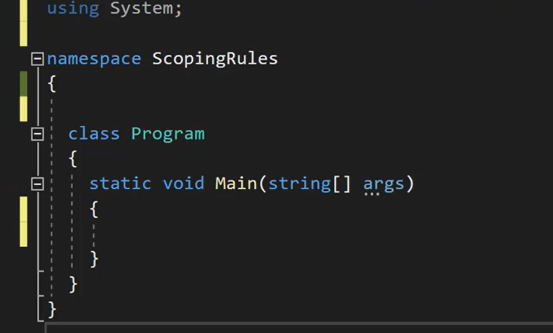 using System;
namespace ScopingRules
{
class Program
{
static void Main(string[] args)
{
}
}
}